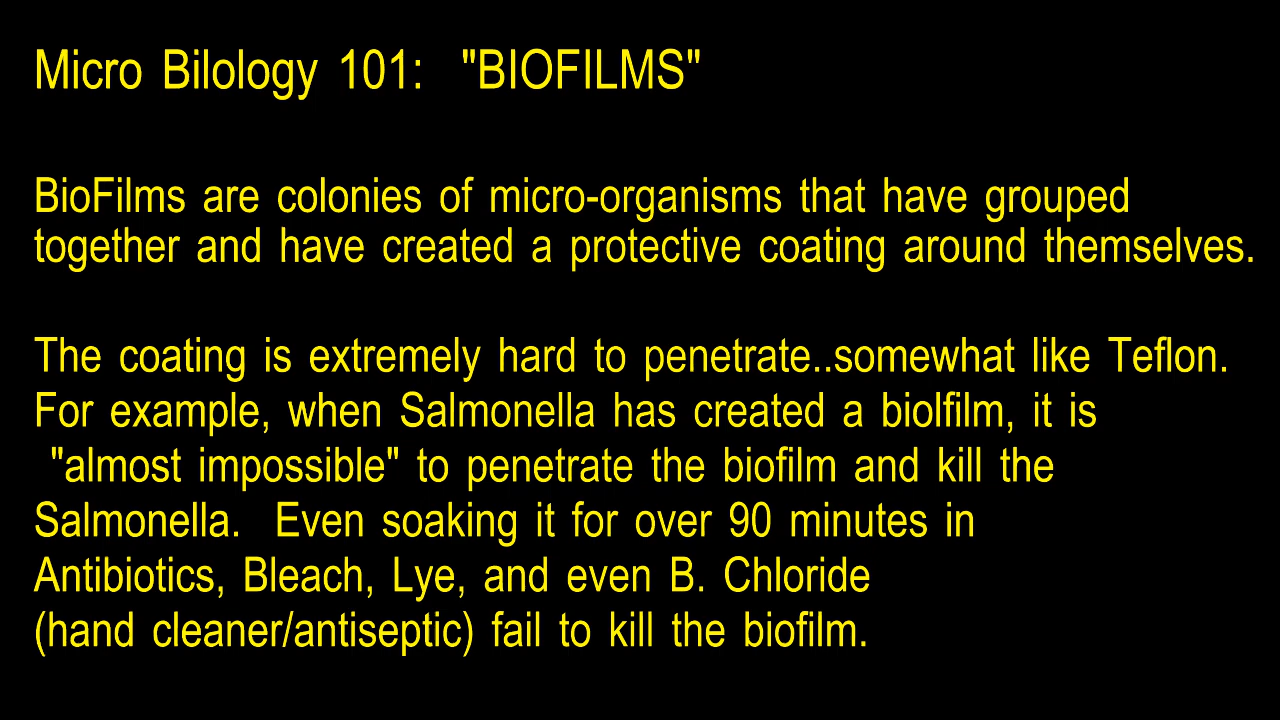 Micro Bilology 101: "BIOFILMS"
BioFilms are colonies of micro-organisms that have grouped
together and have created a protective coating around themselves.
The coating is extremely hard to penetrate..somewhat like Teflon.
For example, when Salmonella has created a biolfilm, it is
"almost impossible" to penetrate the biofilm and kill the
Salmonella. Even soaking it for over 90 minutes in
Antibiotics, Bleach, Lye, and even B. Chloride
(hand cleaner/antiseptic) fail to kill the biofilm.